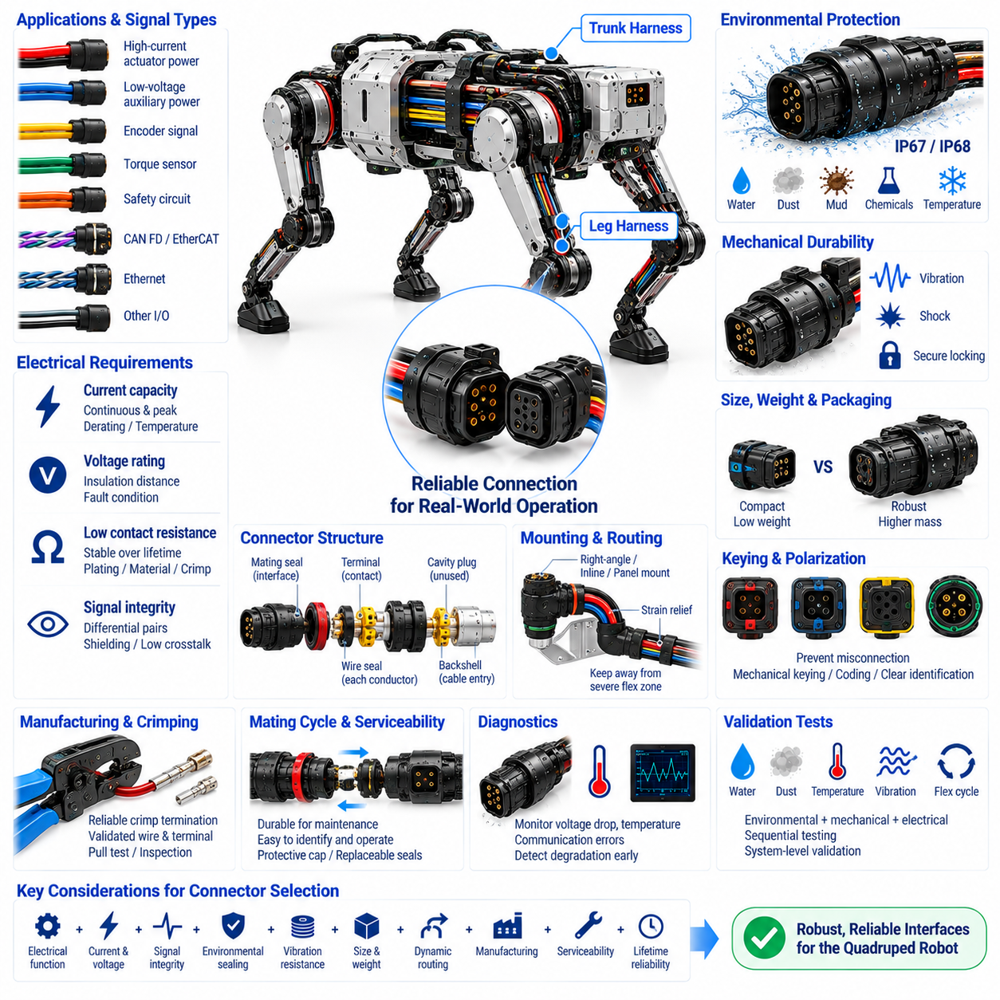 Applications & Signal Types
High-current
actuator power
Low-voltage
auxiliary power
Encoder signal
Torque sensor
Safety circuit
CAN FD / EtherCAT
Ethernet
Other I/O
Trunk Harness
Leg Harness
Reliable Connection
for Real-World Operation
Environmental Protection
IP67 / IP68
Water
Dust
Mud
Chemicals
Temperature
Mechanical Durability
Vibration
Shock
Secure locking
Electrical Requirements
Current capacity
Continuous & peak
Derating / Temperature
V
Voltage rating
Insulation distance
Fault condition
Ω
Low contact resistance
Stable over lifetime
Plating / Material / Crimp
Signal integrity
Differential pairs
Shielding / Low crosstalk
Size, Weight & Packaging
VS
Compact
Low weight
Robust
Higher mass
Connector Structure
Mating seal
(interface)
Terminal
(contact)
Cavity plug
(unused)
Wire seal
(each conductor)
Backshell
(cable entry)
Mounting & Routing
Right-angle /
Inline / Panel mount
Strain relief
Keep away from
severe flex zone
Keying & Polarization
Prevent misconnection
Mechanical keying / Coding / Clear identification
Manufacturing & Crimping
Reliable crimp termination
Validated wire & terminal
Pull test / Inspection
Mating Cycle & Serviceability
Durable for maintenance
Easy to identify and operate
Protective cap / Replaceable seals
Diagnostics
Monitor voltage drop, temperature
Communication errors
Detect degradation early
Validation Tests
Water
Dust
Temperature
Vibration
Flex cycle
Environmental + mechanical + electrical
Sequential testing
System-level validation
Key Considerations for Connector Selection
Electrical
function
+
Current &
voltage
+
Signal
integrity
+
Environmental
sealing
+
Vibration
resistance
+
Size &
weight
+
Dynamic
routing
+
Manufacturing
+
Serviceability
+
Lifetime
reliability
Robust, Reliable Interfaces
for the Quadruped Robot